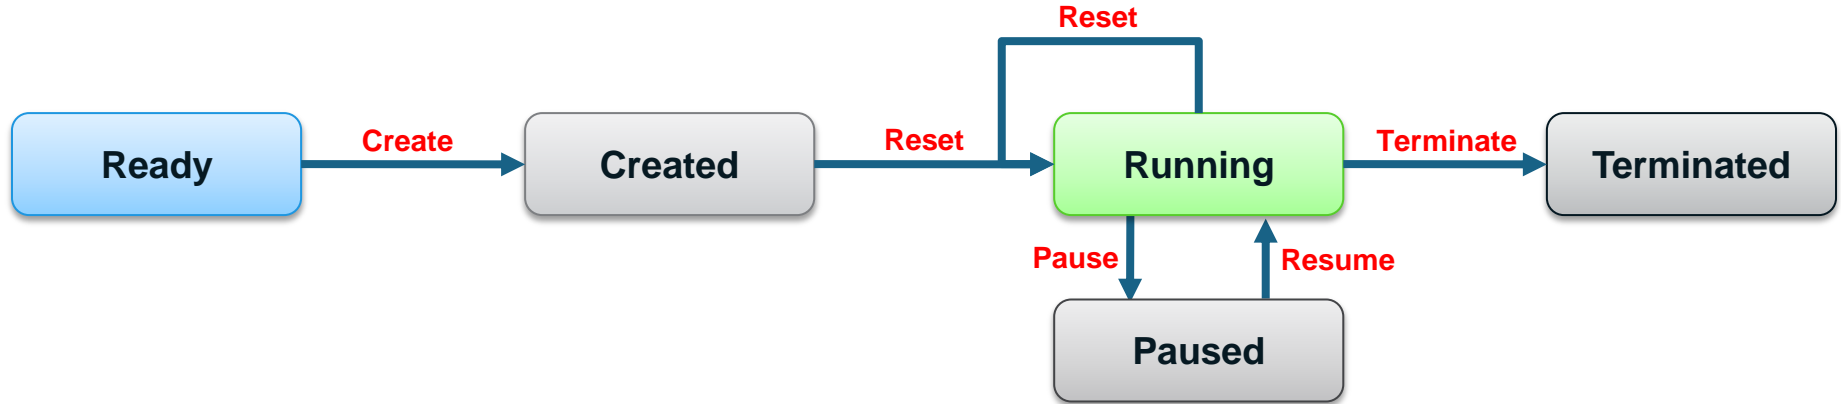 Reset
Ready
Create
Created
Reset
Running
Terminate
Terminated
Pause
Resume
Paused